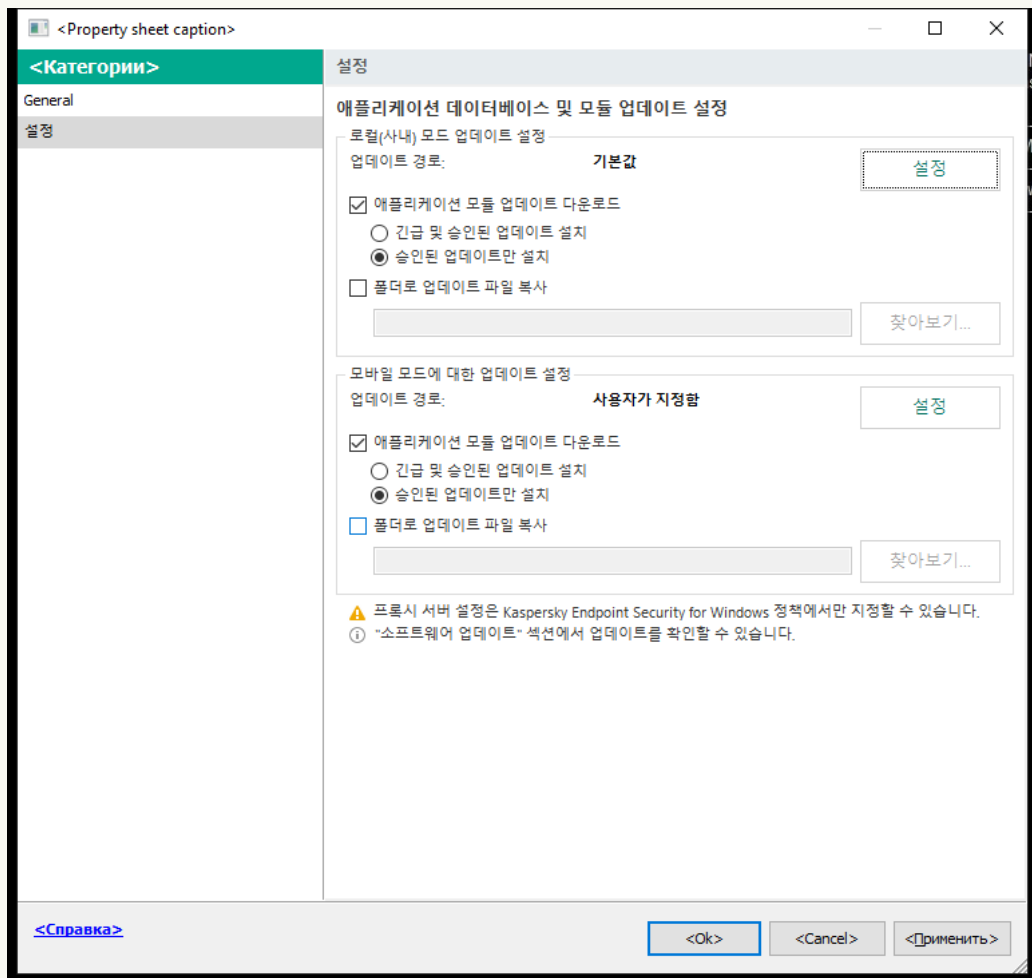 <Property sheet caption>
<Категории>
General
설정
설정
애플리케이션 데이터베이스 및 모듈 업데이트 설정
로컬(사내) 모드 업데이트 설정
업데이트 경로: 기본값 설정
애플리케이션 모듈 업데이트 다운로드
긴급 및 승인된 업데이트 설치
승인된 업데이트만 설치
폴더로 업데이트 파일 복사
찾아보기...
모바일 모드에 대한 업데이트 설정
업데이트 경로: 사용자가 지정함 설정
애플리케이션 모듈 업데이트 다운로드
긴급 및 승인된 업데이트 설치
승인된 업데이트만 설치
폴더로 업데이트 파일 복사
찾아보기...
프록시 서버 설정은 Kaspersky Endpoint Security for Windows 정책에서만 지정할 수 있습니다.
"소프트웨어 업데이트" 섹션에서 업데이트를 확인할 수 있습니다.
<Справка>
<Ok> <Cancel> <Применить>